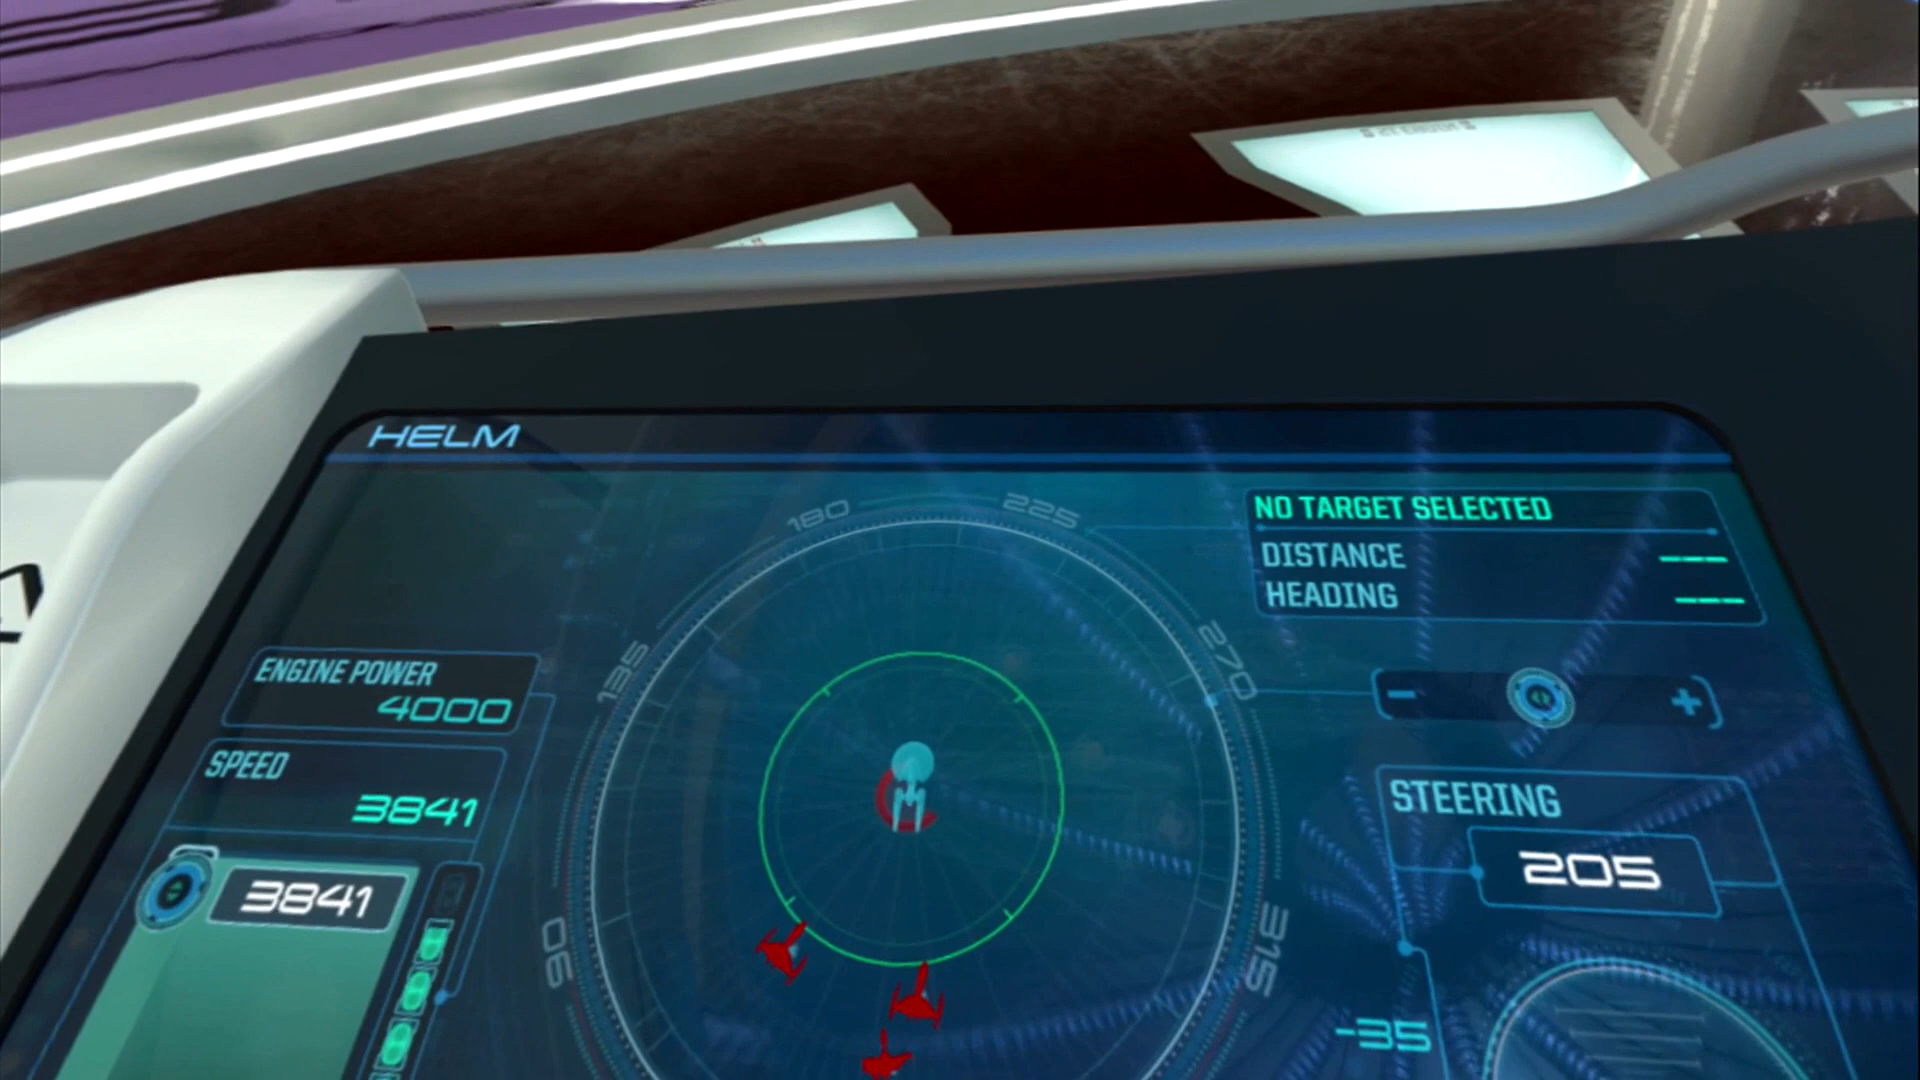 HELM
180
225
NO TARGET SELECTED
DISTANCE ---
HEADING ---
135
270
ENGINE POWER
4000
SPEED
3841
3841
STEERING
205
90
315
-35